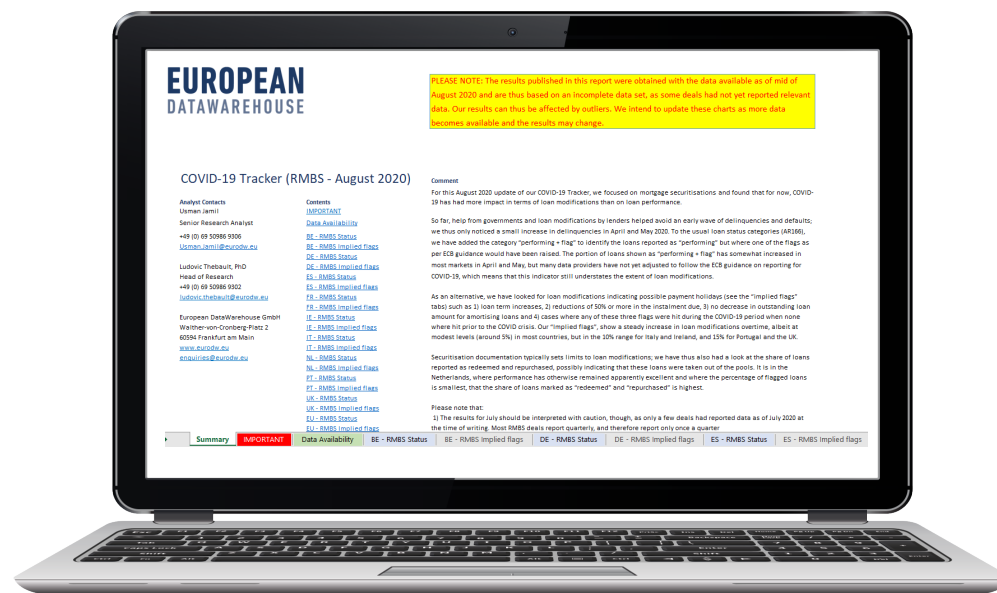 EUROPEAN
DATAWAREHOUSE
PLEASE NOTE: The results published in this report were obtained with the data available as of mid of
August 2020 and are thus based on an incomplete data set, as some deals had not yet reported relevant
data. Our results can thus be affected by outliers. We intend to update these charts as more data
becomes available and the results may change.
COVID-19 Tracker (RMBS - August 2020)
Analyst Contacts
Usman Jamil
Senior Research Analyst
+49 (0) 69 50986 9306
Usman.Jamil@eurodw.eu
Ludovic Thebault, PhD
Head of Research
+49 (0) 69 50986 9302
ludovic.thebault@eurodw.eu
European DataWarehouse GmbH
Walther-von-Cronberg-Platz 2
60594 Frankfurt am Main
www.eurodw.eu
enquiries@eurodw.eu
Contents
IMPORTANT
Data Availability
BE - RMBS Status
BE - RMBS Implied flags
DE - RMBS Status
DE - RMBS Implied flags
ES - RMBS Status
ES - RMBS Implied flags
FR - RMBS Status
FR - RMBS Implied flags
IE - RMBS Status
IE - RMBS Implied flags
IT - RMBS Status
IT - RMBS Implied flags
NL - RMBS Status
NL - RMBS Implied flags
PT - RMBS Status
PT - RMBS Implied flags
UK - RMBS Status
UK - RMBS Implied flags
EU - RMBS Status
EU - RMBS Implied flags
Comment
For this August 2020 update of our COVID-19 Tracker, we focused on mortgage securitisations and found that for now, COVID-
19 has had more impact in terms of loan modifications than on loan performance.
So far, help from governments and loan modifications by lenders helped avoid an early wave of delinquencies and defaults;
we thus only noticed a small increase in delinquencies in April and May 2020. To the usual loan status categories (AR166),
we have added the category "performing + flag" to identify the loans reported as "performing" but where one of the flags as
per ECB guidance would have been raised. The portion of loans shown as "performing + flag" has somewhat increased in
most markets in April and May, but many data providers have not yet adjusted to follow the ECB guidance on reporting for
COVID-19, which means that this indicator still understates the extent of loan modifications.
As an alternative, we have looked for loan modifications indicating possible payment holidays (see the "implied flags"
tabs) such as 1) loan term increases, 2) reductions of 50% or more in the instalment due, 3) no decrease in outstanding loan
amount for amortising loans and 4) cases where any of these three flags were hit during the COVID-19 period when none
where hit prior to the COVID crisis. Our "Implied flags", show a steady increase in loan modifications overtime, albeit at
modest levels (around 5%) in most countries, but in the 10% range for Italy and Ireland, and 15% for Portugal and the UK.
Securitisation documentation typically sets limits to loan modifications; we have thus also had a look at the share of loans
reported as redeemed and repurchased, possibly indicating that these loans were taken out of the pools. It is in the
Netherlands, where performance has otherwise remained apparently excellent and where the percentage of flagged loans
is smallest, that the share of loans marked as "redeemed" and "repurchased" is highest.
Please note that:
1) The results for July should be interpreted with caution, though, as only a few deals had reported data as of July 2020 at
the time of writing. Most RMBS deals report quarterly, and therefore report only once a quarter
Summary IMPORTANT Data Availability BE - RMBS Status BE - RMBS Implied flags DE - RMBS Status DE - RMBS Implied flags ES - RMBS Status ES - RMBS Implied flags